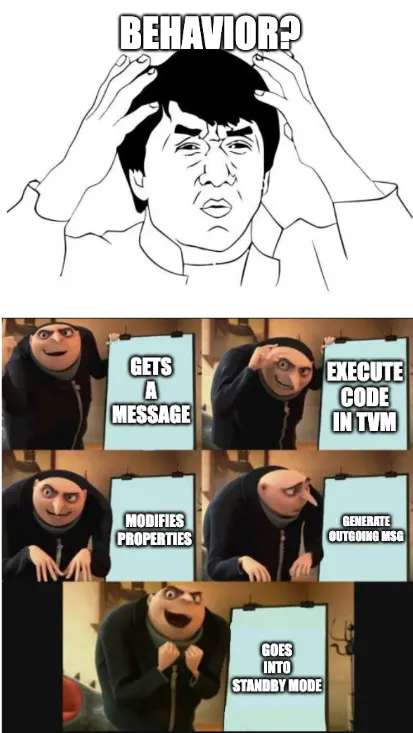 BEHAVIOR?
GETS
A
MESSAGE
EXECUTE
CODE
IN TVM
MODIFIES
PROPERTIES
GENERATE
OUTGOING MSG
GOES
INTO
STANDBY MODE